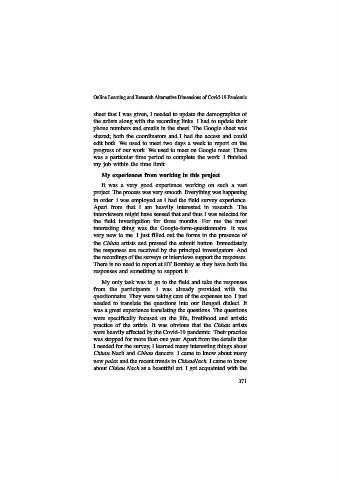 Online Learning and Research Alternative Dimensions of Covid-19 Pandemic
sheet that I was given, I needed to update the demographics of
the artists along with the recording links. I had to update their
phone numbers and emails in the sheet. The Google sheet was
shared; both the coordinators and I had the access and could
edit both. We used to meet two days a week to report on the
progress of our work. We used to meet on Google meet. There
was a particular time period to complete the work. I finished
my job within the time limit.
My experience from working in this project
It was a very good experience working on such a vast
project. The process was very smooth. Everything was happening
in order. I was employed as I had the field survey experience.
Apart from that I am heavily interested in research. The
interviewers might have sensed that and thus I was selected for
the field investigation for three months. For me the most
interesting thing was the Google-form-questionnaire. It was
very new to me. I just filled out the forms in the presence of
the Chhau artists and pressed the submit button. Immediately
the responses are received by the principal investigators. And
the recordings of the surveys or interviews support the responses.
There is no need to report at IIT Bombay as they have both the
responses and something to support it.
My only task was to go to the field and take the responses
from the participants. I was already provided with the
questionnaire. They were taking care of the expenses too. I just
needed to translate the questions into our Bengali dialect. It
was a great experience translating the questions. The questions
were specifically focused on the life, livelihood and artistic
practice of the artists. It was obvious that the Chhau artists
were heavily affected by the Covid-19 pandemic. Their practice
was stopped for more than one year. Apart from the details that
I needed for the survey, I learned many interesting things about
Chhau Nach and Chhau dancers. I came to know about many
new palas and the recent trends in ChhauNach. I came to know
about Chhau Nach as a beautiful art. I got acquainted with the
371